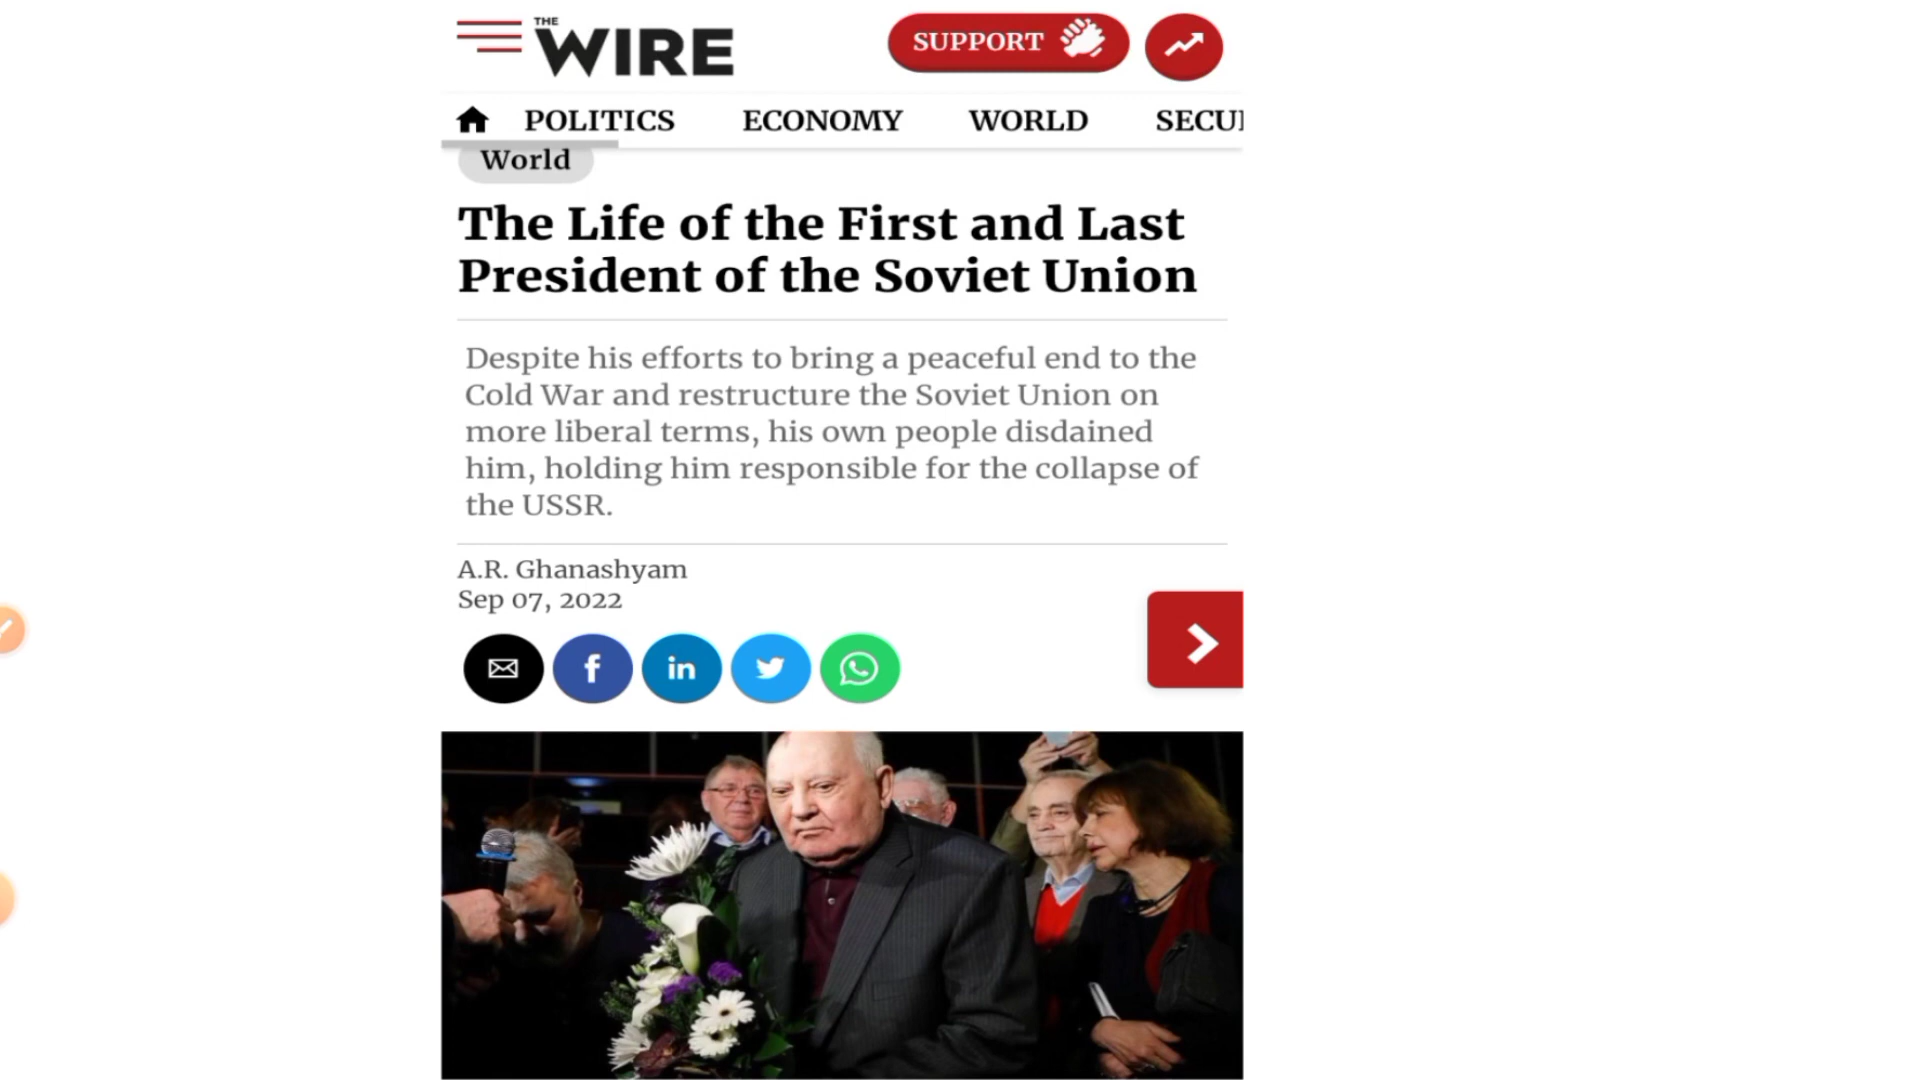 THE
WIRE
SUPPORT
POLITICS ECONOMY WORLD SECU
World
The Life of the First and Last
President of the Soviet Union
Despite his efforts to bring a peaceful end to the
Cold War and restructure the Soviet Union on
more liberal terms, his own people disdained
him, holding him responsible for the collapse of
the USSR.
A.R. Ghanashyam
Sep 07, 2022
f in